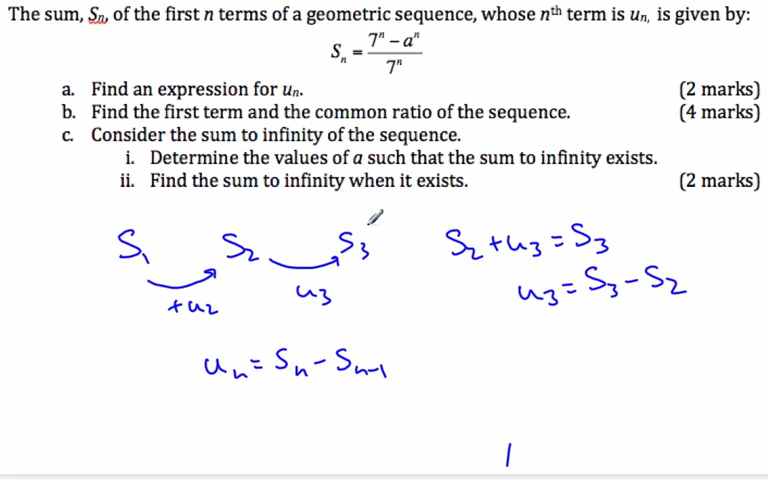 The sum, Sn, of the first n terms of a geometric sequence, whose nth term is un, is given by:
Sn = 7ⁿ – aⁿ / 7ⁿ
a. Find an expression for un. (2 marks)
b. Find the first term and the common ratio of the sequence. (4 marks)
c. Consider the sum to infinity of the sequence.
i. Determine the values of a such that the sum to infinity exists.
ii. Find the sum to infinity when it exists. (2 marks)
S₁ S₂ S₃ S₂ + u₃ = S₃
+u₂ u₃ u₃ = S₃ – S₂
uₙ = Sₙ – Sₙ₋₁